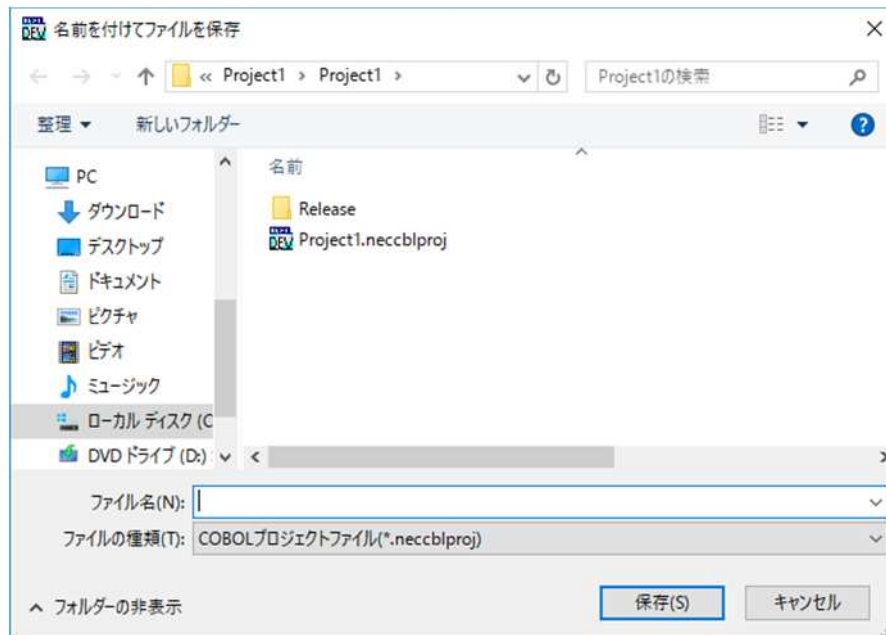 名前を付けてファイルを保存
« Project1 › Project1 ›
Project1の検索
整理
新しいフォルダー
名前
PC
ダウンロード
デスクトップ
ドキュメント
ピクチャ
ビデオ
ミュージック
ローカル ディスク (C
DVD ドライブ (D:)
Release
DEV Project1.neccblproj
ファイル名(N):
ファイルの種類(T): COBOLプロジェクトファイル(*.neccblproj)
フォルダーの非表示
保存(S)
キャンセル